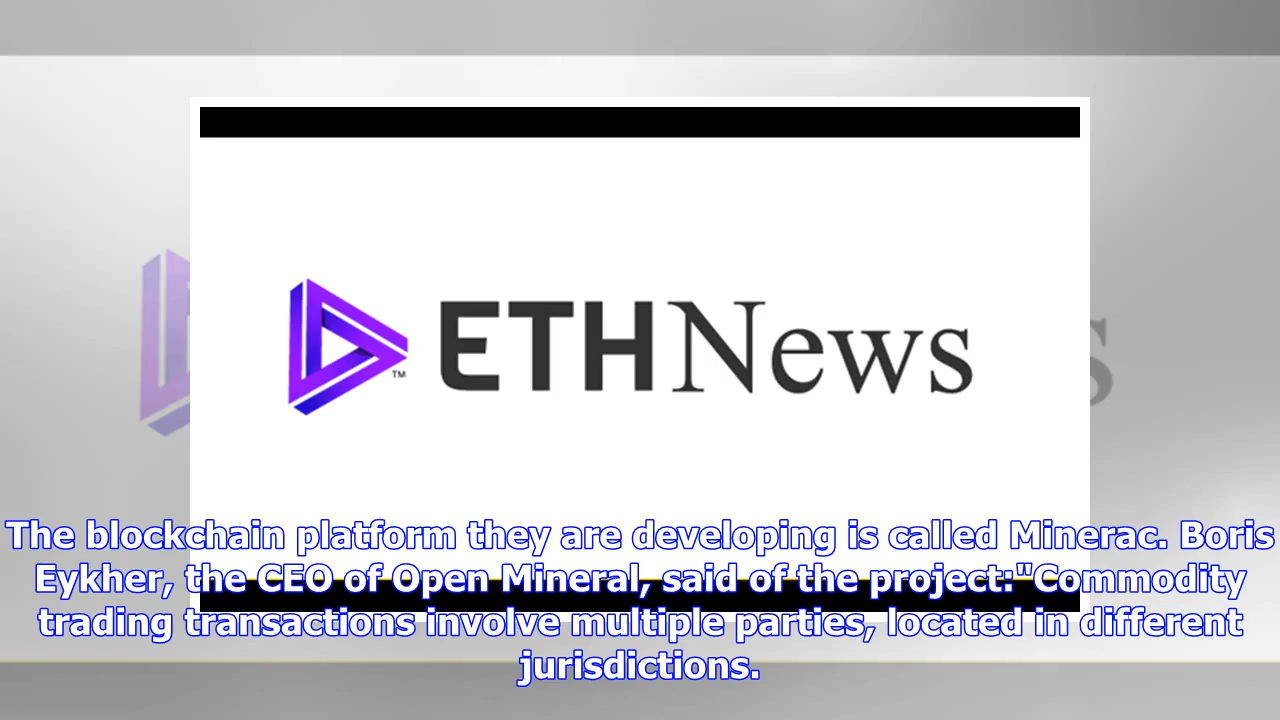 ETHNews
TM
The blockchain platform they are developing is called Minerac. Boris
Eykher, the CEO of Open Mineral, said of the project:"Commodity
trading transactions involve multiple parties, located in different
jurisdictions.